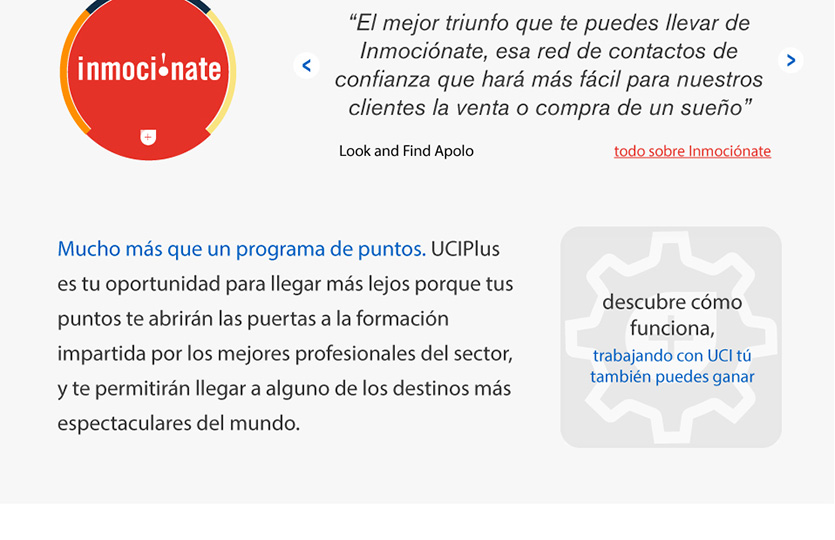 inmoci!nate
“El mejor triunfo que te puedes llevar de
Inmociónate, esa red de contactos de
confianza que hará más fácil para nuestros
clientes la venta o compra de un sueño”
<
>
Look and Find Apolo
todo sobre Inmociónate
Mucho más que un programa de puntos. UCIPlus
es tu oportunidad para llegar más lejos porque tus
puntos te abrirán las puertas a la formación
impartida por los mejores profesionales del sector,
y te permitirán llegar a alguno de los destinos más
espectaculares del mundo.
descubre cómo
funciona,
trabajando con UCI tú
también puedes ganar